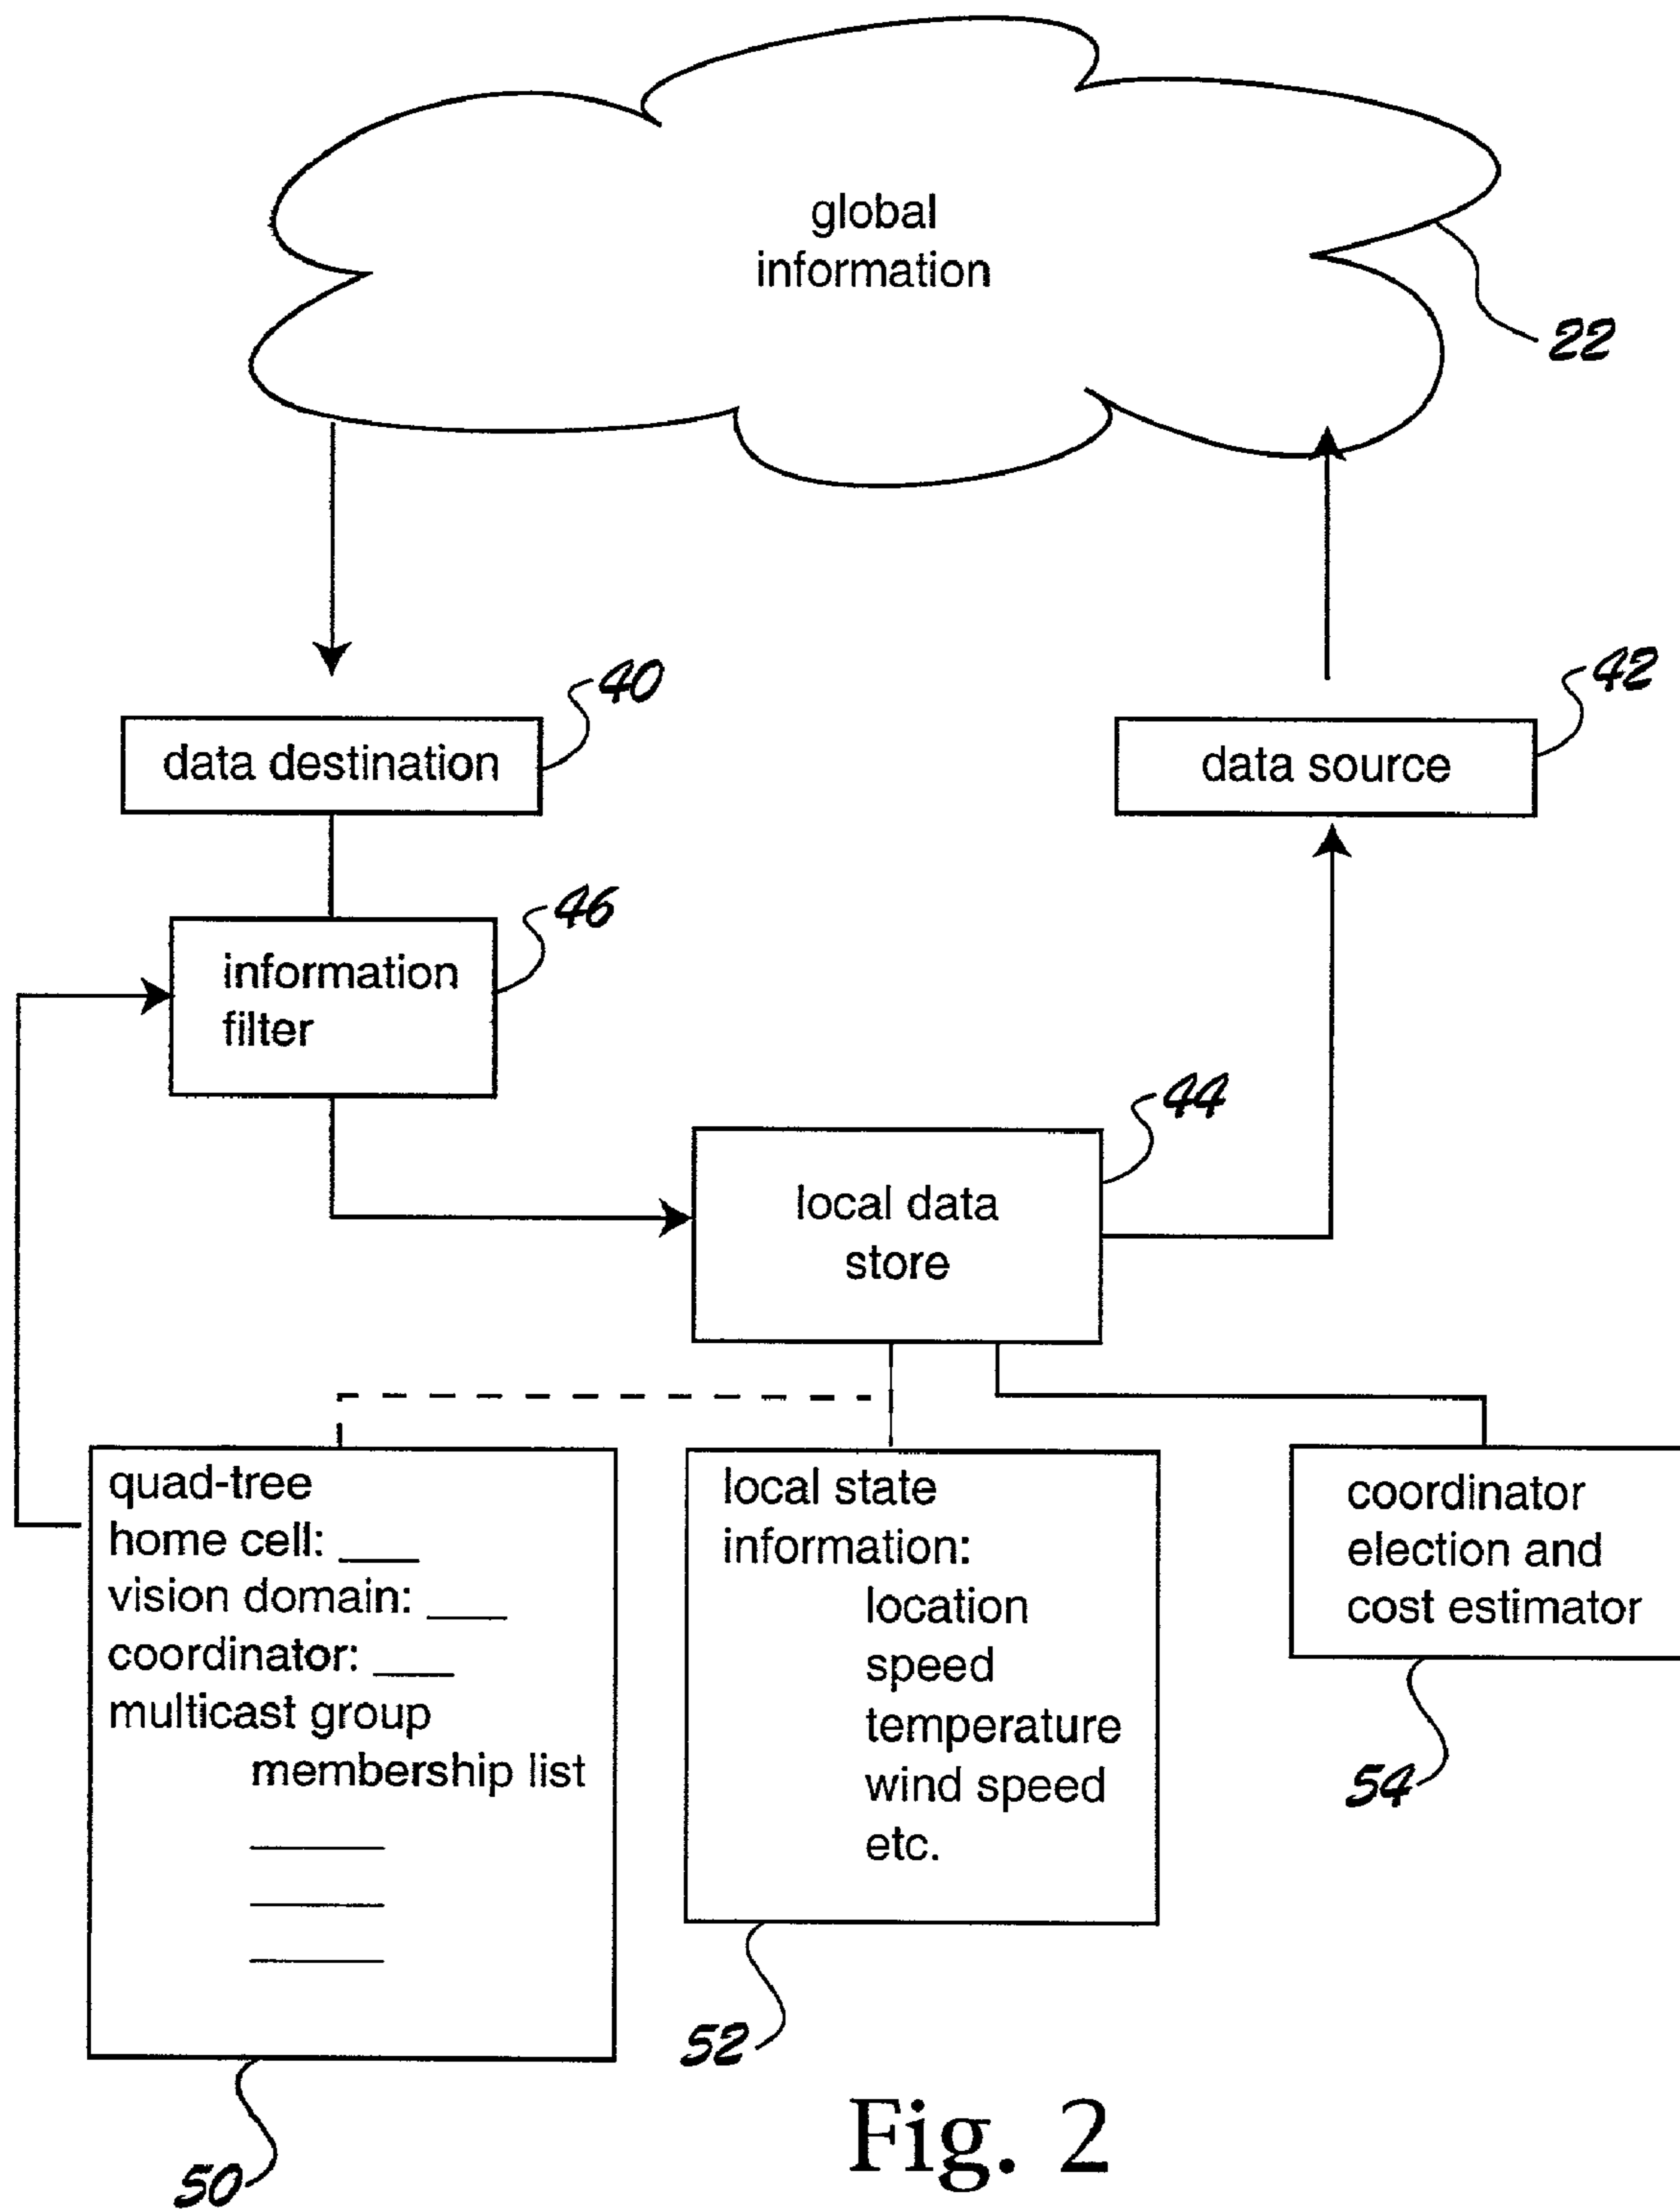 global
information
22
40
42
data destination
data source
46
information
filter
44
local data
store
quad-tree
home cell: ____
vision domain: ____
coordinator: ____
multicast group
membership list
local state
information:
location
speed
temperature
wind speed
etc.
coordinator
election and
cost estimator
54
52
50
Fig. 2